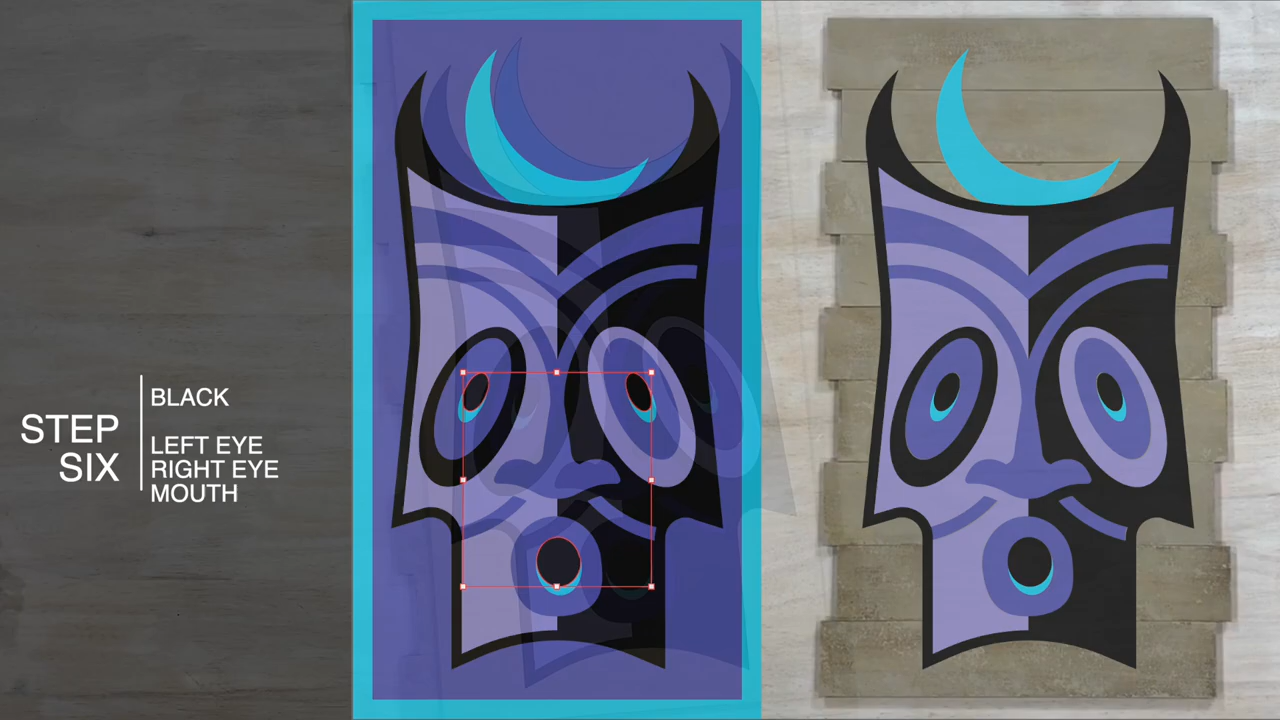 STEP
SIX
BLACK
LEFT EYE
RIGHT EYE
MOUTH